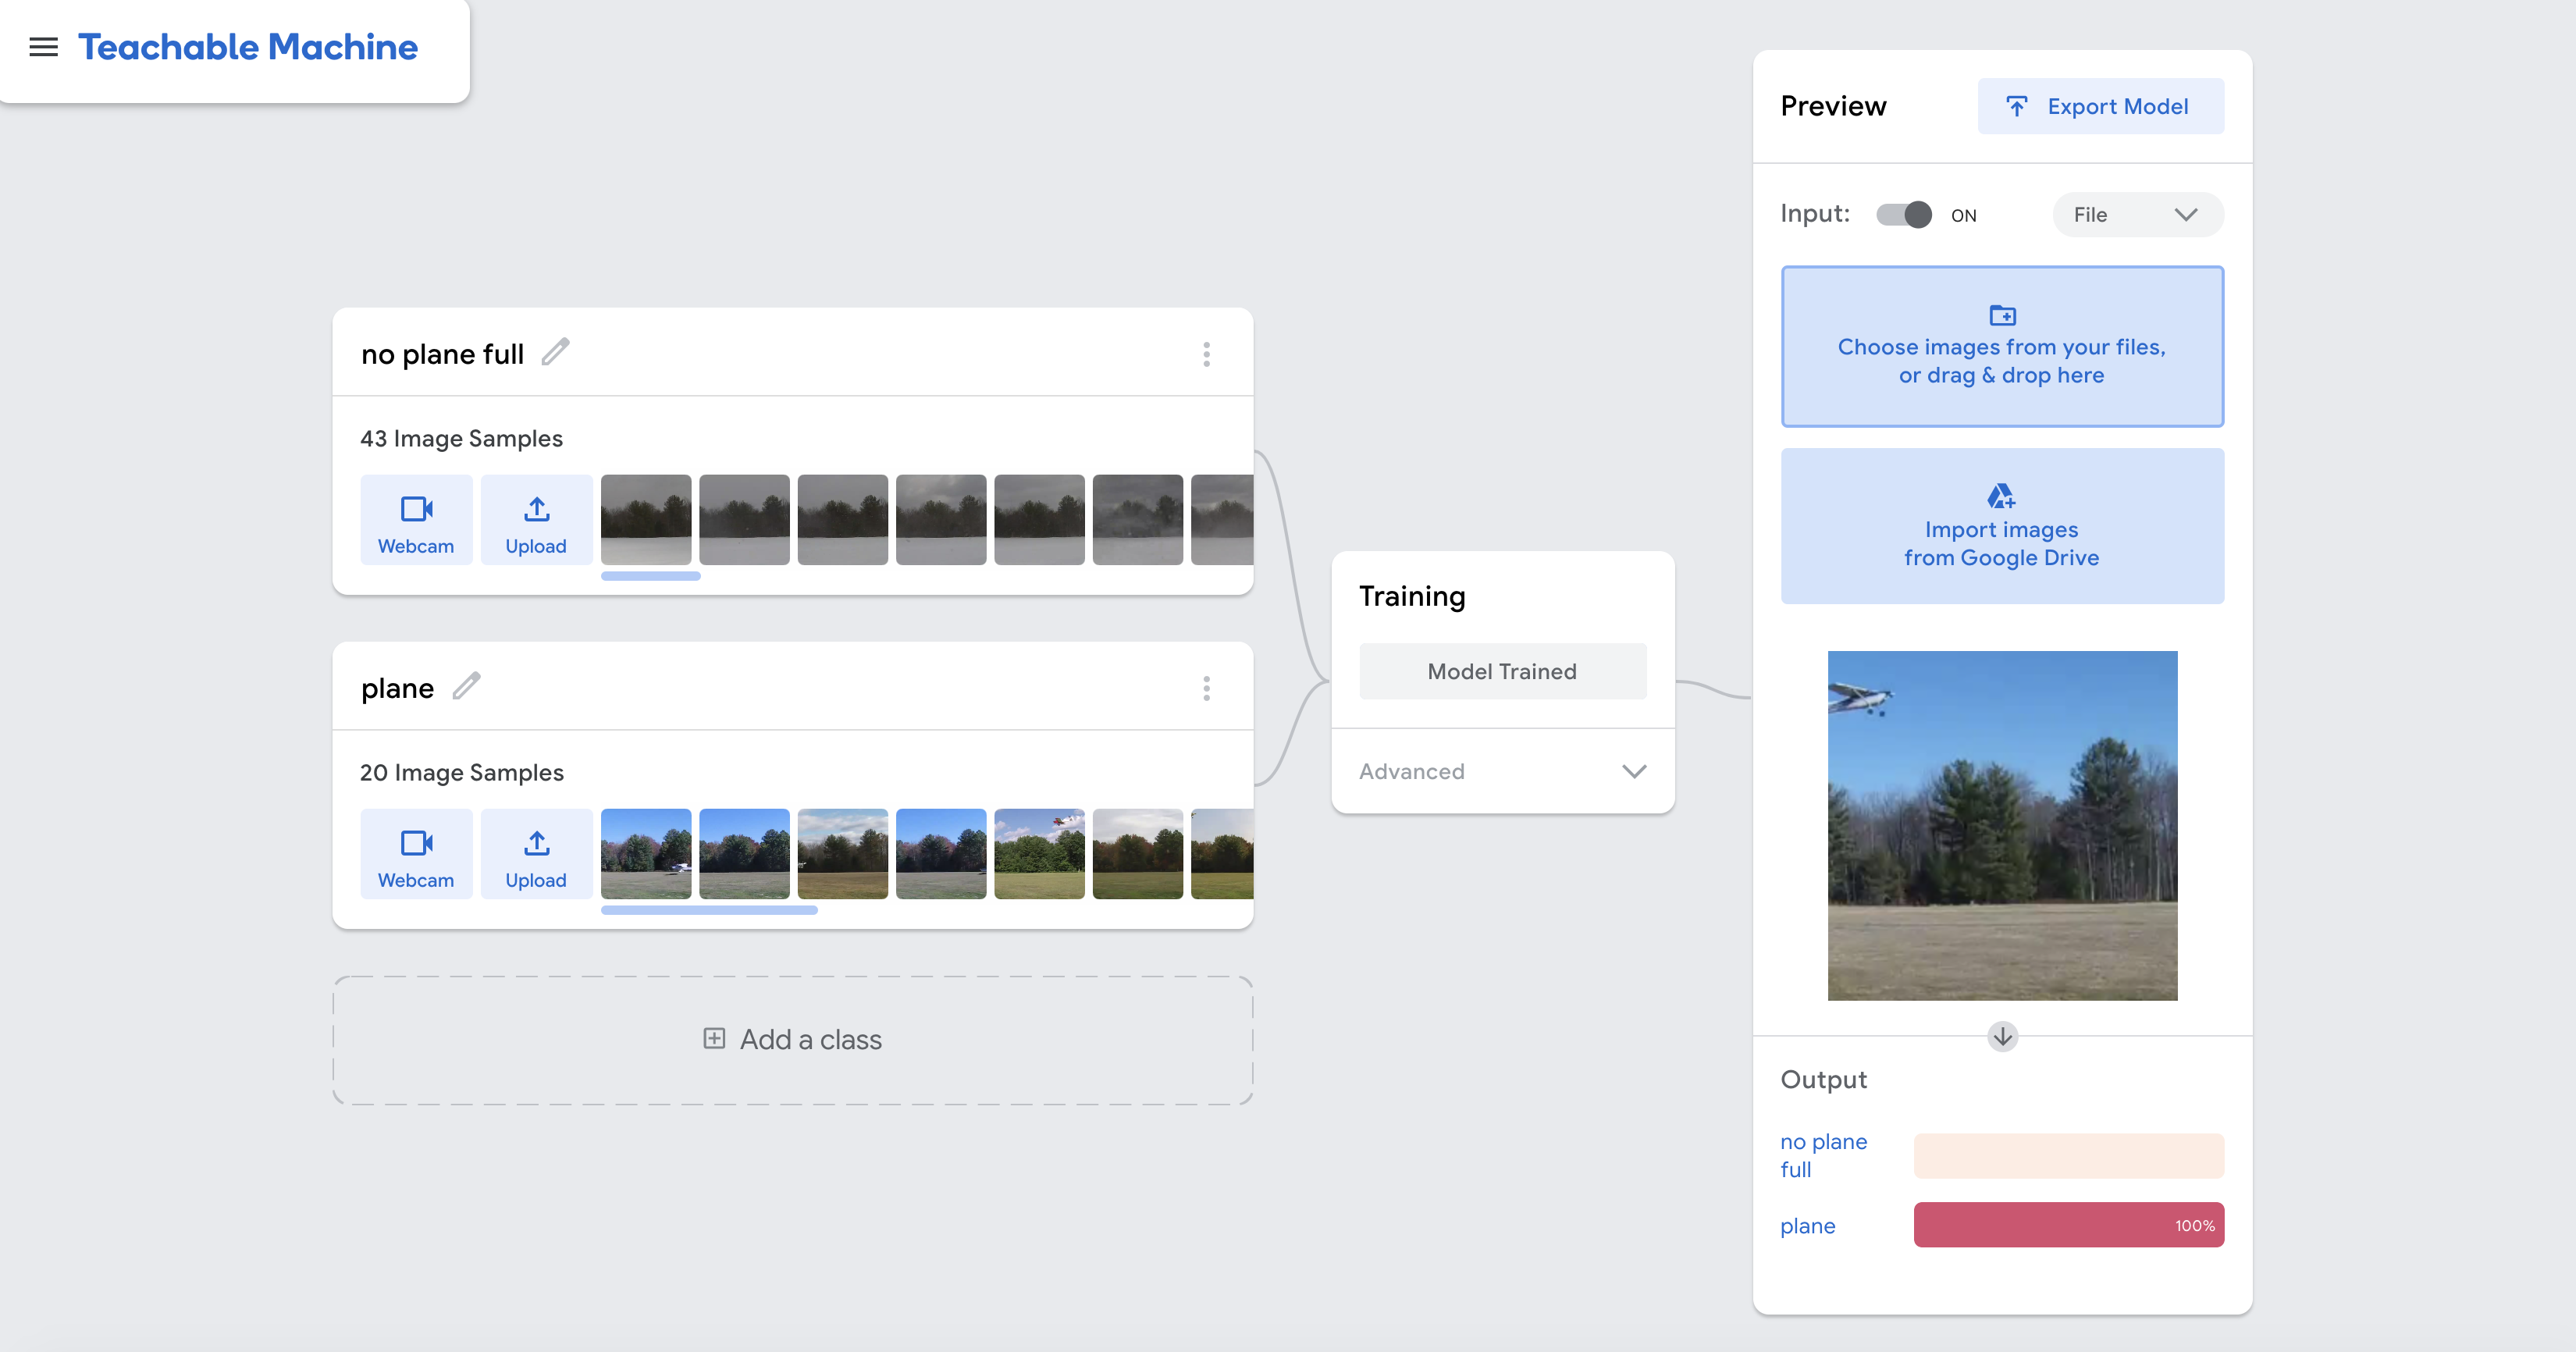 Teachable Machine
no plane full
43 Image Samples
Webcam
Upload
plane
20 Image Samples
Webcam
Upload
Add a class
Training
Model Trained
Advanced
Preview
Export Model
Input:
ON
File
Choose images from your files,
or drag & drop here
Import images
from Google Drive
Output
no plane
full
plane
100%